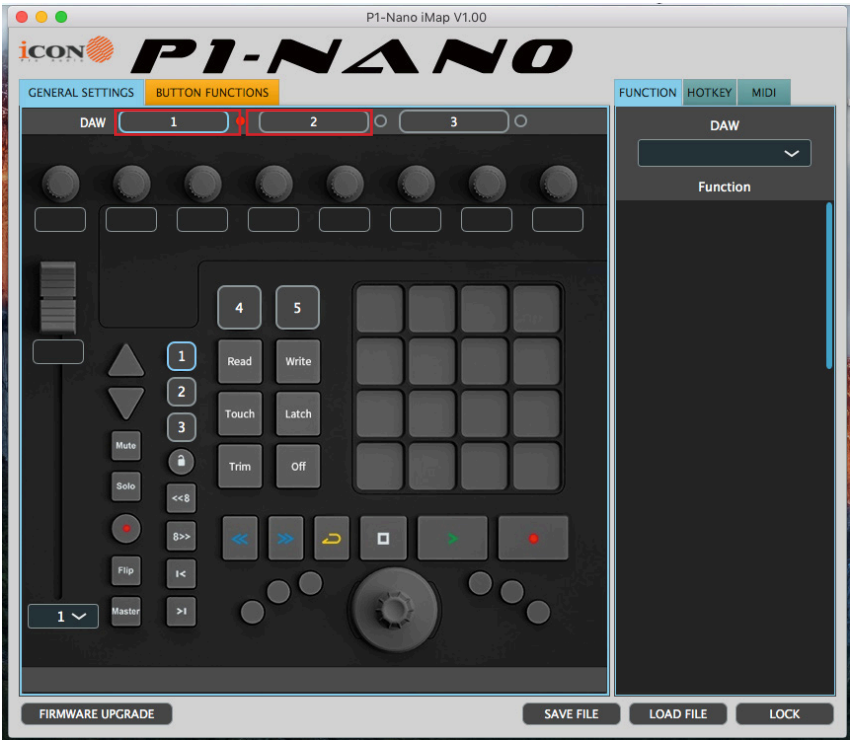 P1-Nano iMap V1.00
icon
PRO AUDIO
P1-NANO
GENERAL SETTINGS BUTTON FUNCTIONS
FUNCTION HOTKEY MIDI
DAW 1 2 3
DAW
Function
4 5
1
Read Write
2
3
Touch Latch
Mute
Trim Off
Solo
<<8
8>>
Flip
I<
1
Master
>I
FIRMWARE UPGRADE
SAVE FILE
LOAD FILE
LOCK